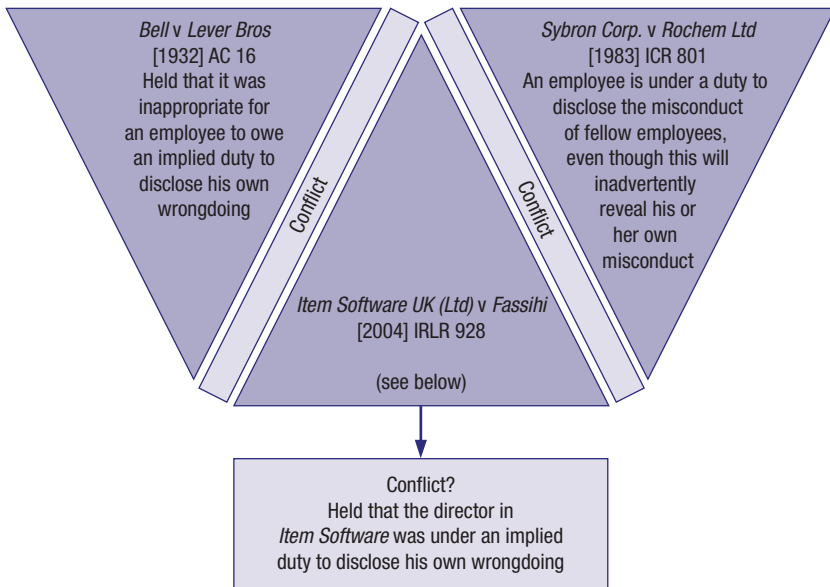 Bell v Lever Bros
[1932] AC 16
Held that it was
inappropriate for
an employee to owe
an implied duty to
disclose his own
wrongdoing
Conflict
Item Software UK (Ltd) v Fassihi
[2004] IRLR 928
(see below)
Conflict
Sybron Corp. v Rochem Ltd
[1983] ICR 801
An employee is under a duty to
disclose the misconduct
of fellow employees,
even though this will
inadvertently
reveal his or
her own
misconduct
Conflict?
Held that the director in
Item Software was under an implied
duty to disclose his own wrongdoing